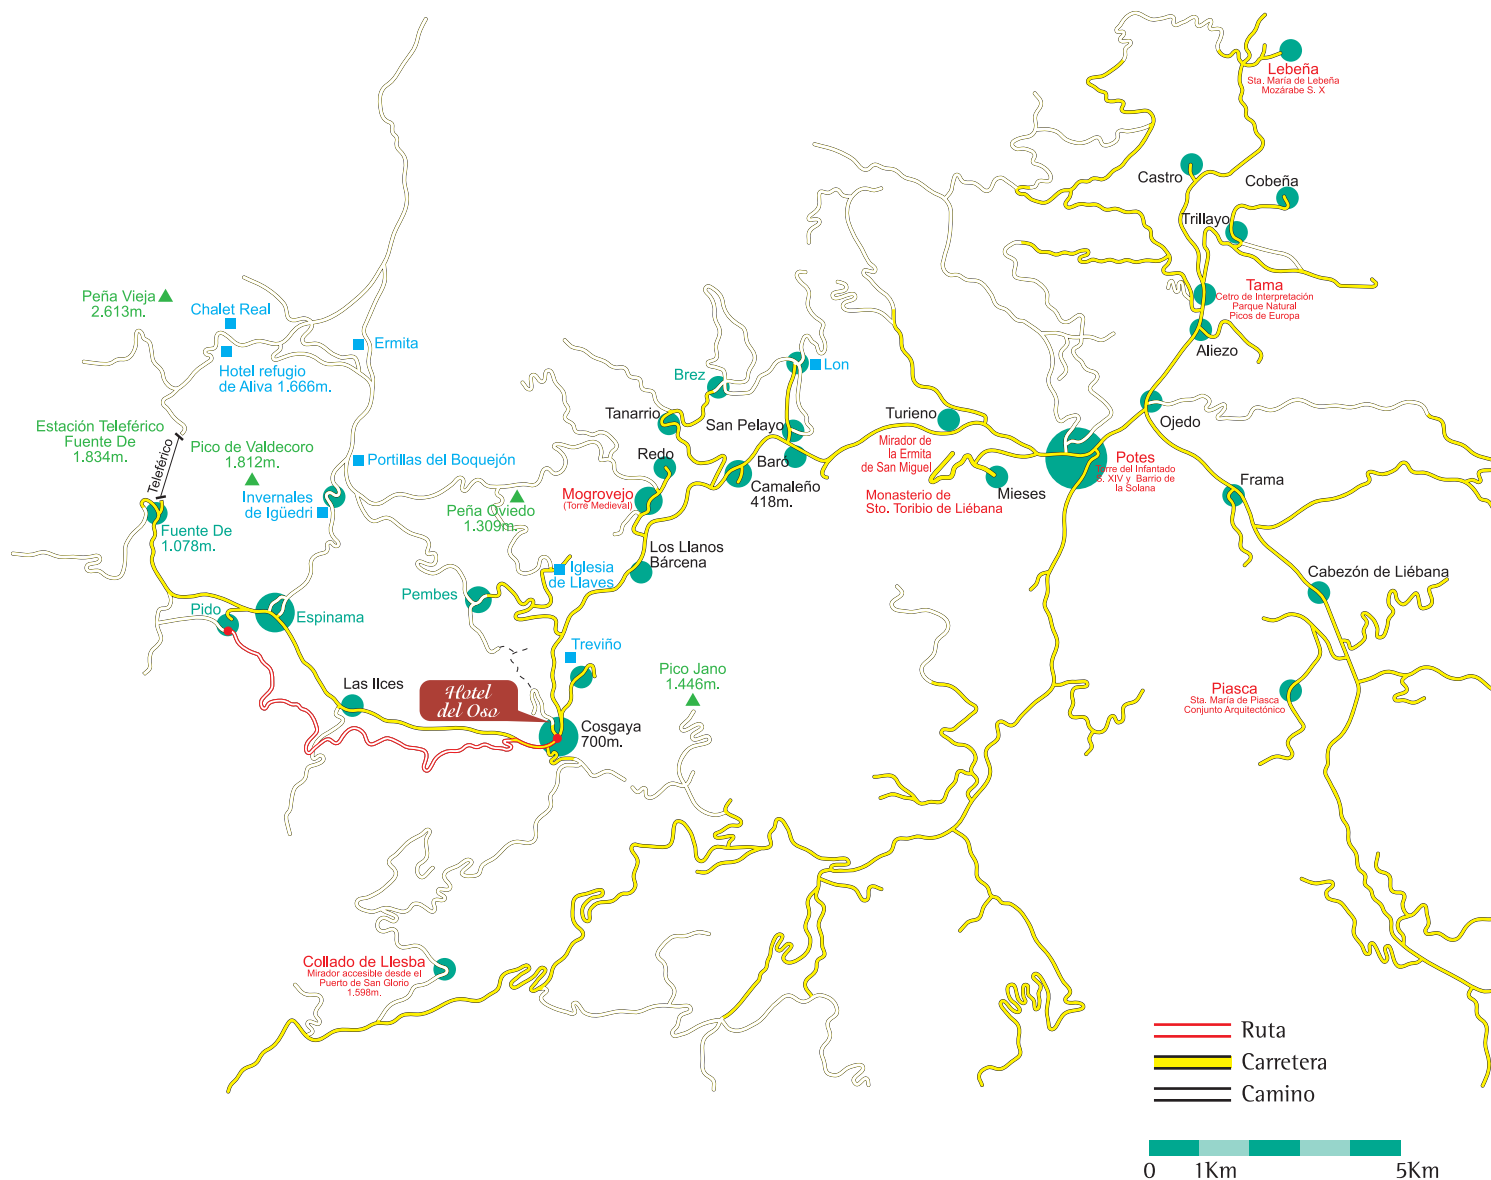 Lebeña
Sta. María de Lebeña
Mozárabe S. X
Castro
Cobeña
Trillayo
Tama
Cetro de Interpretación
Parque Natural
Picos de Europa
Aliezo
Peña Vieja
2.613m.
Chalet Real
Ermita
Hotel refugio
de Aliva 1.666m.
Lon
Brez
Tanarrio
San Pelayo
Turieno
Ojedo
Estación Teleférico
Fuente De
1.834m.
Teleférico
Pico de Valdecoro
1.812m.
Portillas del Boquejón
Redo
Baró
Camaleño
418m.
Mirador de
la Ermita
de San Miguel
Potes
Torre del Infantado
S. XIV y Barrio de
la Solana
Frama
Invernales
de Igüedri
Mogrovejo
(Torre Medieval)
Peña Oviedo
1.309m.
Monasterio de
Sto. Toribio de Liébana
Mieses
Fuente De
1.078m.
Los Llanos
Bárcena
Iglesia
de Llaves
Cabezón de Liébana
Pembes
Pido
Espinama
Treviño
Pico Jano
1.446m.
Las Ilces
Hotel
del Oso
Cosgaya
700m.
Piasca
Sta. María de Piasca
Conjunto Arquitectónico
Collado de Llesba
Mirador accesible desde el
Puerto de San Glorio
1.598m.
Ruta
Carretera
Camino
0 1Km 5Km